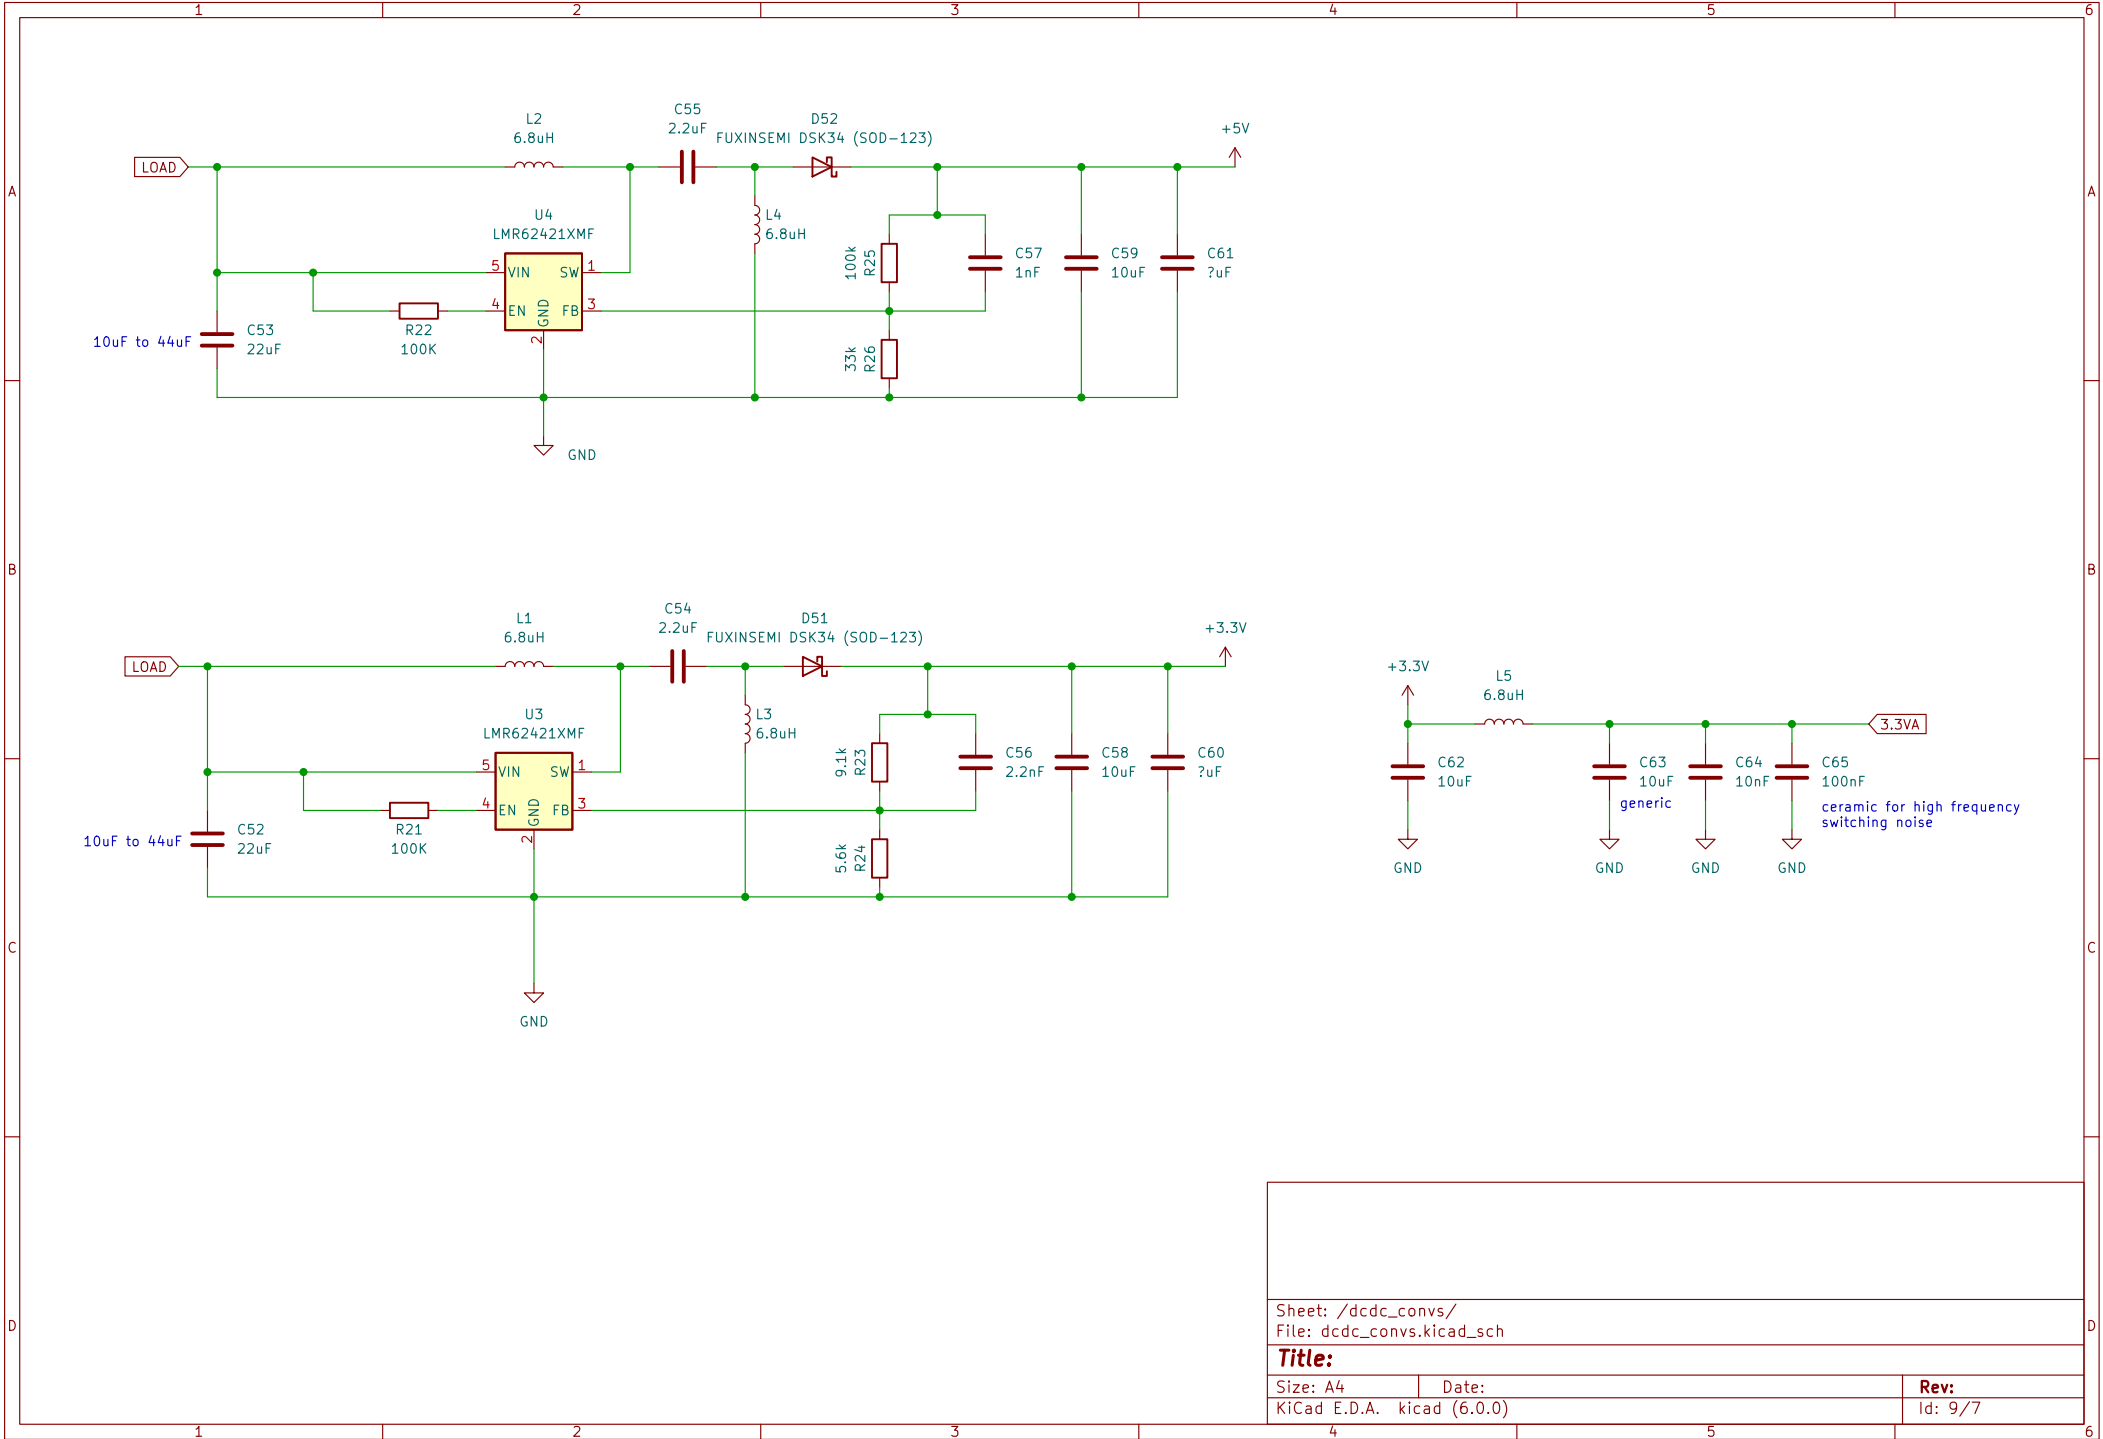 1 2 3 4 5 6
A
B
C
D
A
B
C
D
LOAD
L2
6.8uH
C55
2.2uF
D52
FUXINSEMI DSK34 (SOD-123)
+5V
U4
LMR62421XMF
5 VIN
SW 1
4 EN
GND
FB 3
2
L4
6.8uH
100k
R25
C57
1nF
C59
10uF
C61
?uF
R22
100K
10uF to 44uF
C53
22uF
33k
R26
GND
LOAD
L1
6.8uH
C54
2.2uF
D51
FUXINSEMI DSK34 (SOD-123)
+3.3V
U3
LMR62421XMF
5 VIN
SW 1
4 EN
GND
FB 3
2
L3
6.8uH
9.1k
R23
C56
2.2nF
C58
10uF
C60
?uF
R21
100K
10uF to 44uF
C52
22uF
5.6k
R24
GND
+3.3V
L5
6.8uH
3.3VA
C62
10uF
C63
10uF
generic
C64
10nF
C65
100nF
ceramic for high frequency
switching noise
GND
GND
GND
GND
Sheet: /dcdc_convs/
File: dcdc_convs.kicad_sch
Title:
Size: A4
Date:
Rev:
KiCad E.D.A. kicad (6.0.0)
Id: 9/7
1 2 3 4 5 6